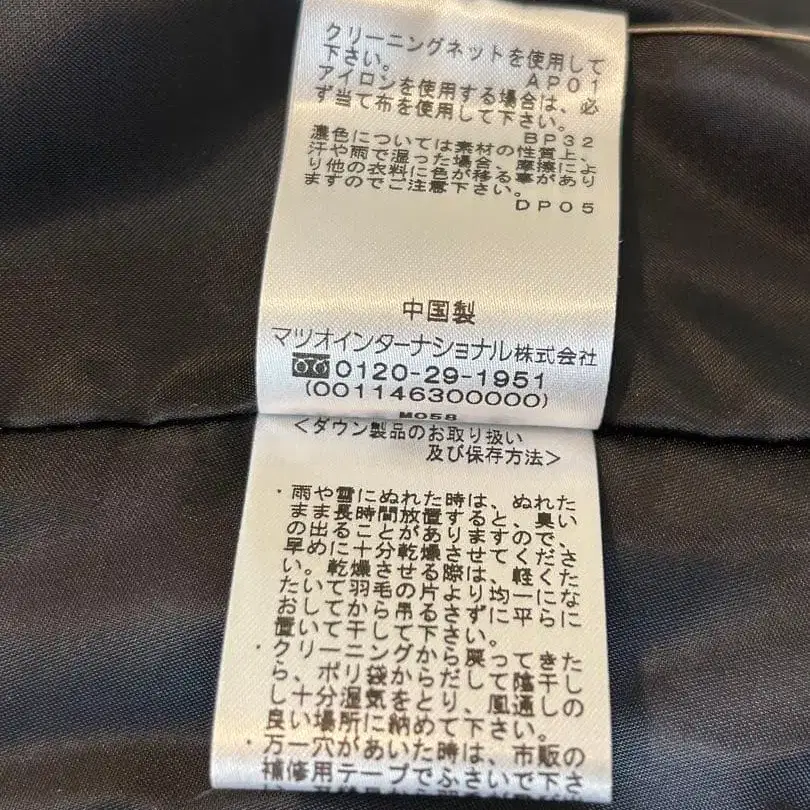 クリーニングネットを使用して
下さい。
AP01
アイロンを使用する場合は、必
ず当て布を使用して下さい。
BP32
濃色については素材の性質上、
汗や雨で湿った場合、摩擦によ
り他の衣料に色が移る事があり
ますのでご注意下さい。
DP05
中国製
マツオインターナショナル株式会社
0120-29-1951
(001146300000)
M058
<ダウン製品のお取り扱い
及び保存方法>
・雨や雪にぬれた時は、ぬれた
まま長時間放置すると、臭い
の出ることがありますので、
早めに十分乾燥させてくださ
い。乾燥させる際は、軽くた
たいて羽毛の片より均一にな
おしてから吊るさずに平らに
置いて干して下さい。
・クリーニングから戻ってきた
ら、ポリ袋からだして陰干し
し十分湿気をとり、風通しの
良い場所に納めて下さい。
・万一穴があいた時は、市販の
補修用テープでふさいで下さ